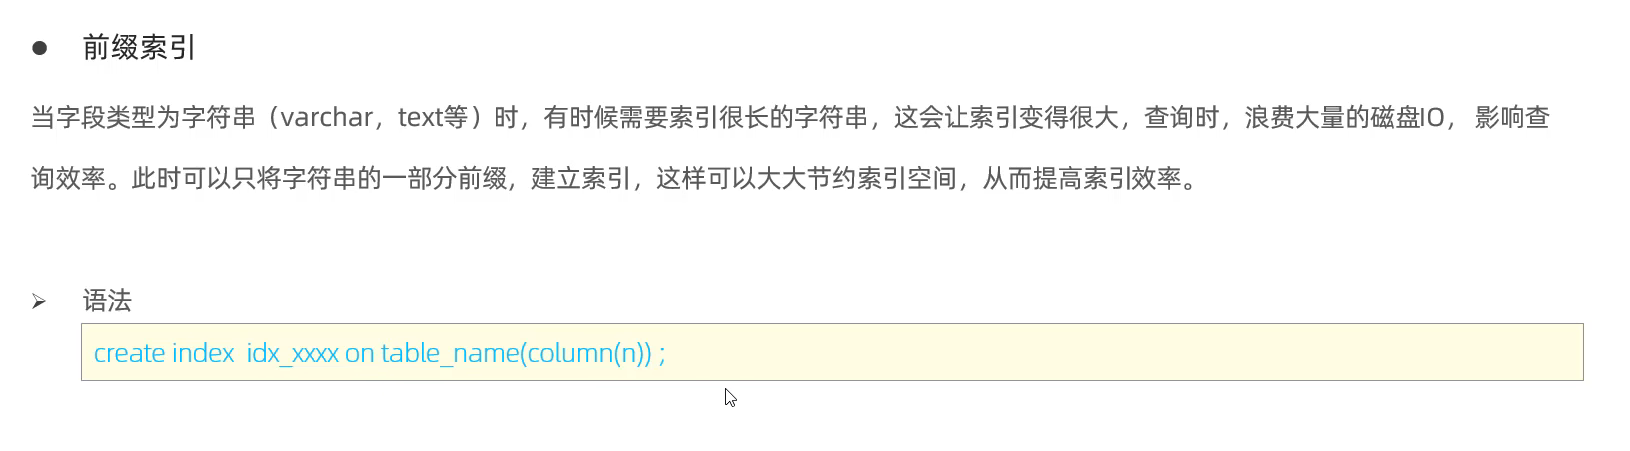 ● 前缀索引
当字段类型为字符串（varchar，text等）时，有时候需要索引很长的字符串，这会让索引变得很大，查询时，浪费大量的磁盘IO， 影响查
询效率。此时可以只将字符串的一部分前缀，建立索引，这样可以大大节约索引空间，从而提高索引效率。
➢ 语法
create index  idx_xxxx on table_name(column(n)) ;